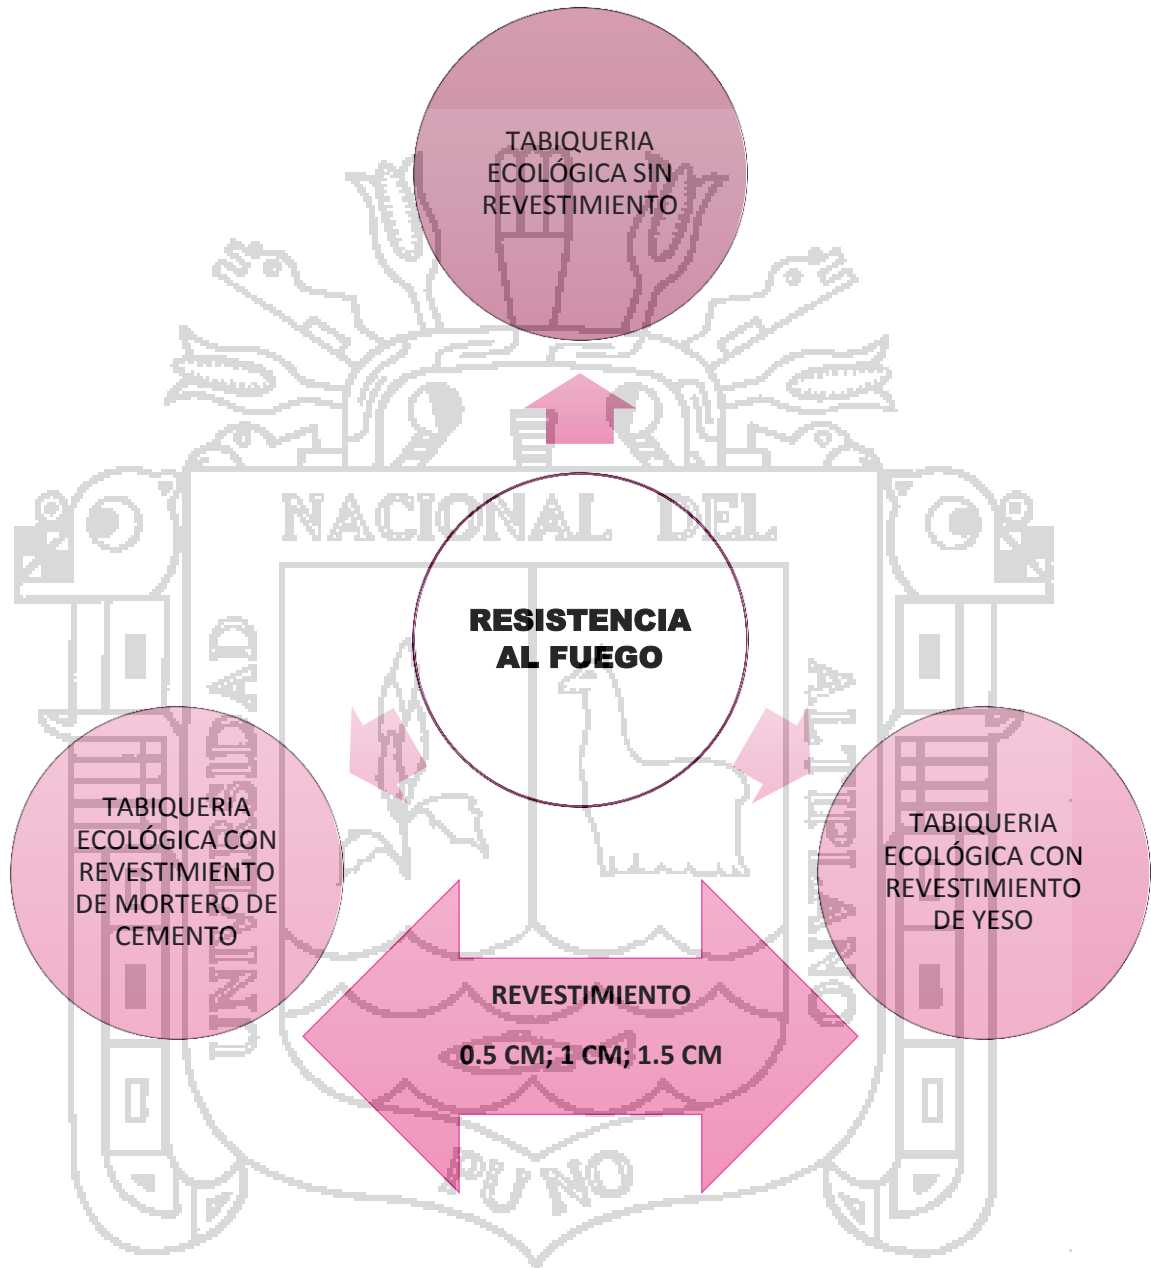 TABIQUERIA
ECOLÓGICA SIN
REVESTIMIENTO
NACIONAL DEL
RESISTENCIA
AL FUEGO
UNIVERSIDAD
ALTIPLANO
TABIQUERIA
ECOLÓGICA CON
REVESTIMIENTO
DE MORTERO DE
CEMENTO
TABIQUERIA
ECOLÓGICA CON
REVESTIMIENTO
DE YESO
REVESTIMIENTO
0.5 CM; 1 CM; 1.5 CM
PUNO